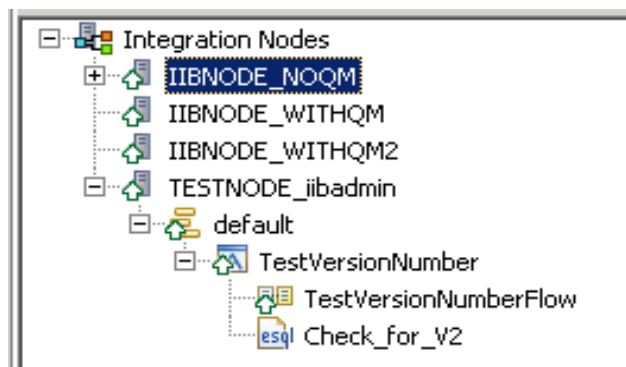 Integration Nodes
IIBNODE_NOQM
IIBNODE_WITHQM
IIBNODE_WITHQM2
TESTNODE_iibadmin
default
TestVersionNumber
TestVersionNumberFlow
esql Check_for_V2